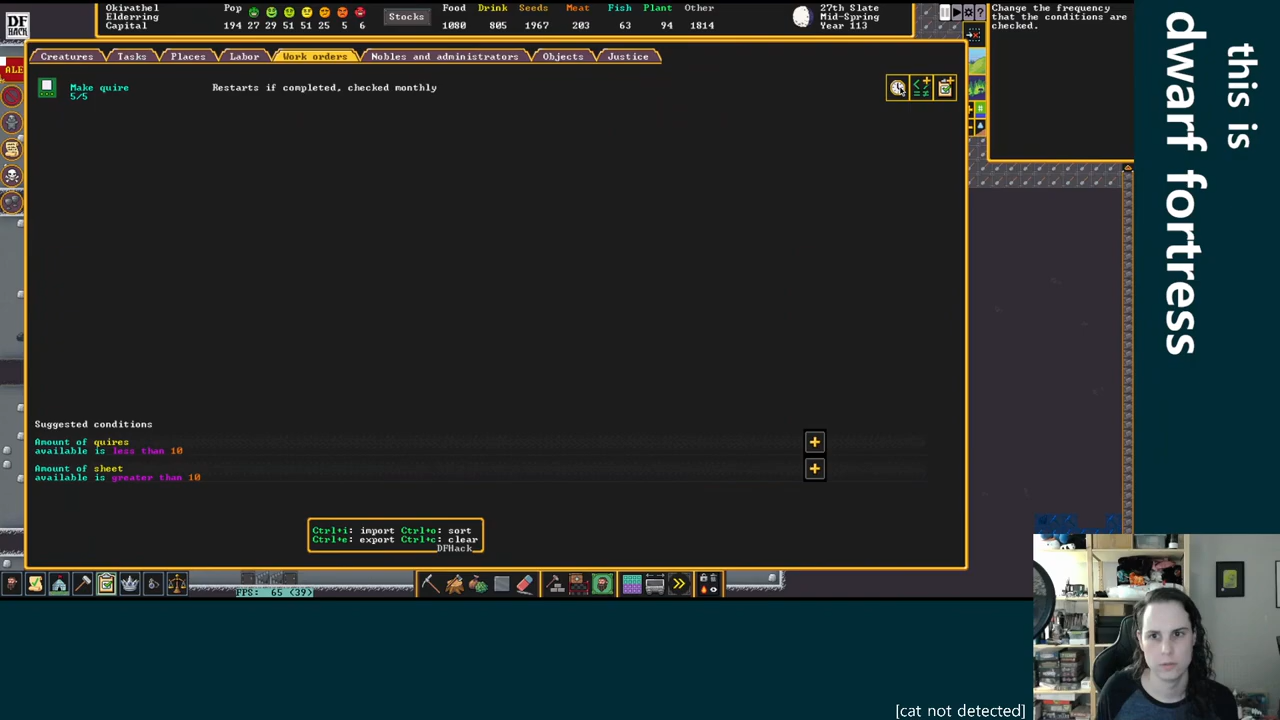 DF
HACK
Okirathel
Elderring
Capital
Pop
194 27 29 51 51 25 5 6
Stocks
Food Drink Seeds Meat Fish Plant Other
1080 805 1967 203 63 94 1814
27th Slate
Mid-Spring
Year 113
Change the frequency
that the conditions are
checked.
ALE
Creatures Tasks Places Labor Work orders Nobles and administrators Objects Justice
Make quire Restarts if completed, checked monthly
5/5
Suggested conditions
Amount of quires
available is less than 10
Amount of sheet
available is greater than 10
Ctrl+i: import Ctrl+o: sort
Ctrl+e: export Ctrl+c: clear
DFHack
FPS: 65 (39)
this is
dwarf fortress
[cat not detected]